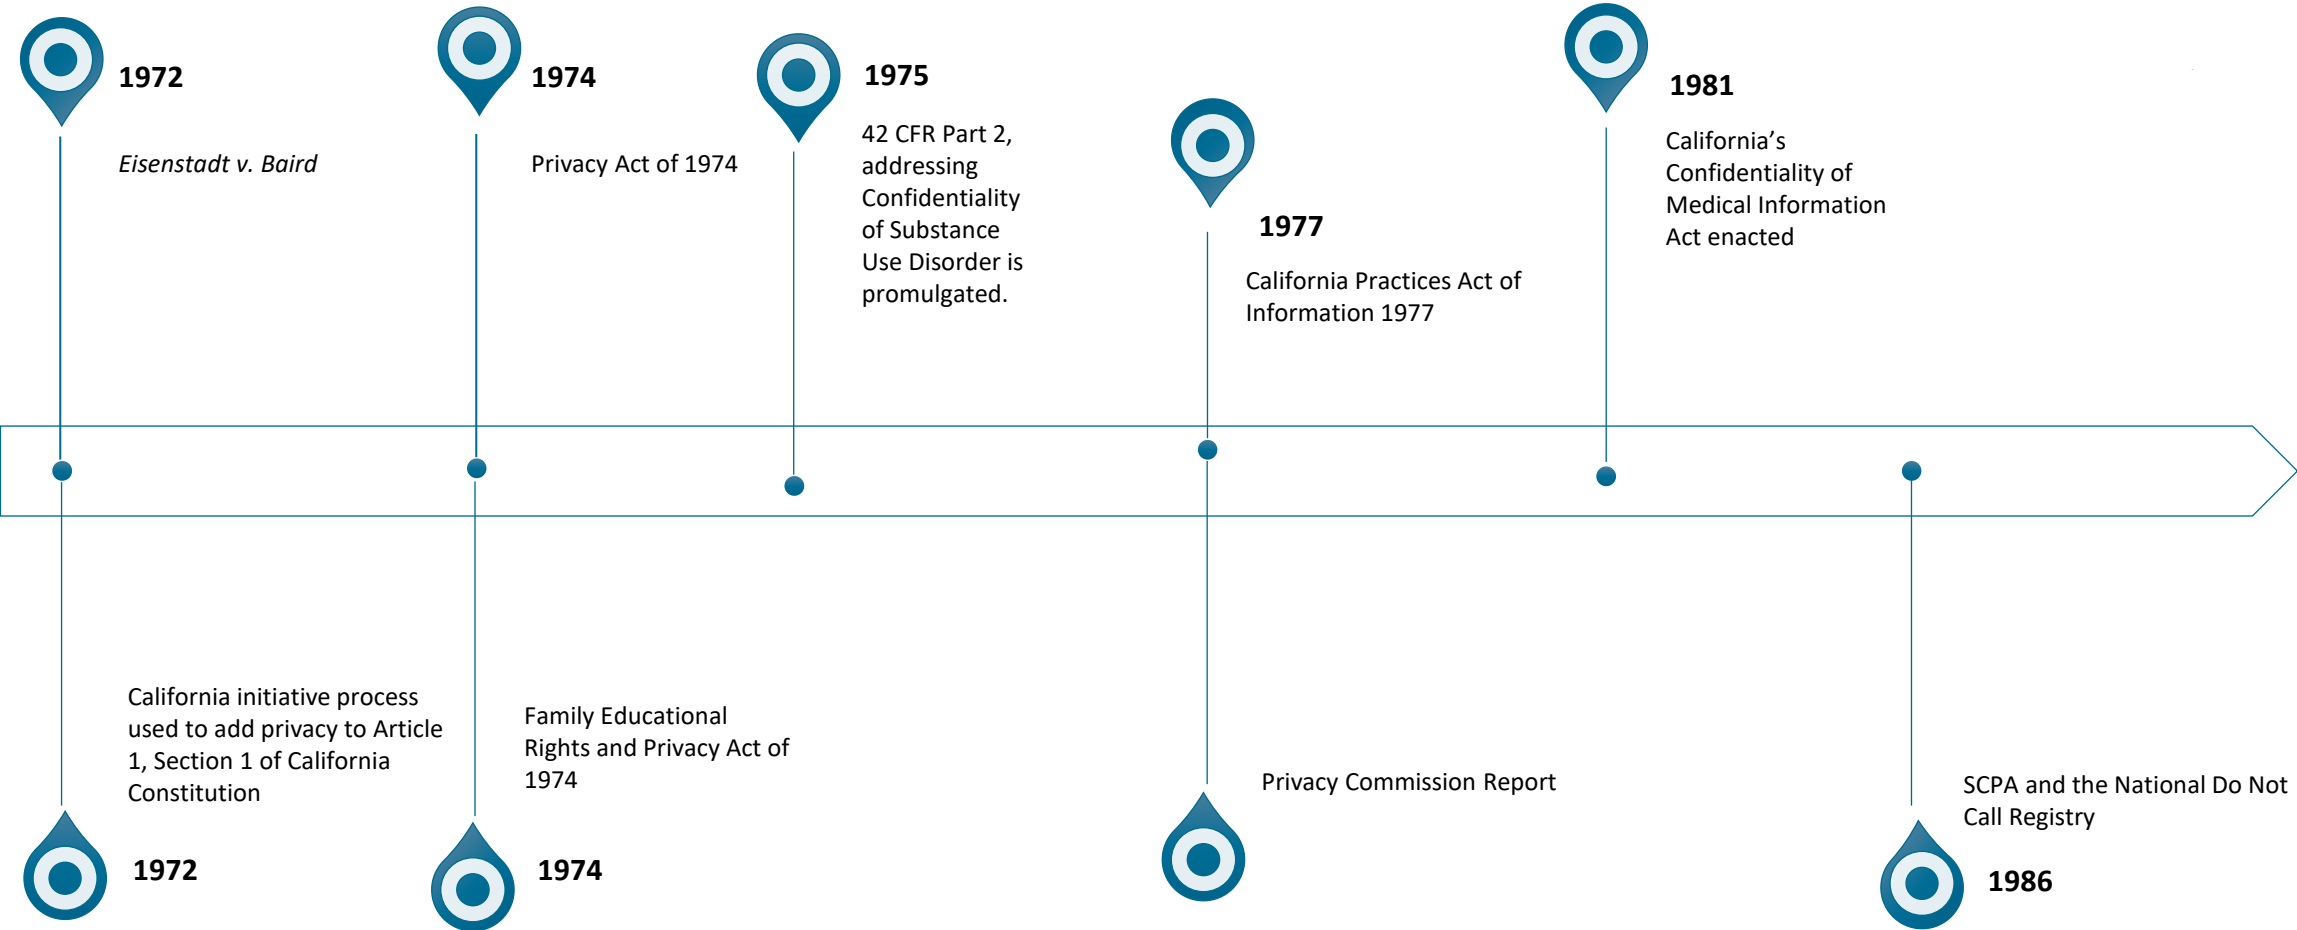 1972
Eisenstadt v. Baird
1974
Privacy Act of 1974
1975
42 CFR Part 2,
addressing
Confidentiality
of Substance
Use Disorder is
promulgated.
1977
California Practices Act of
Information 1977
1981
California’s
Confidentiality of
Medical Information
Act enacted
California initiative process
used to add privacy to Article
1, Section 1 of California
Constitution
1972
Family Educational
Rights and Privacy Act of
1974
1974
Privacy Commission Report
SCPA and the National Do Not
Call Registry
1986